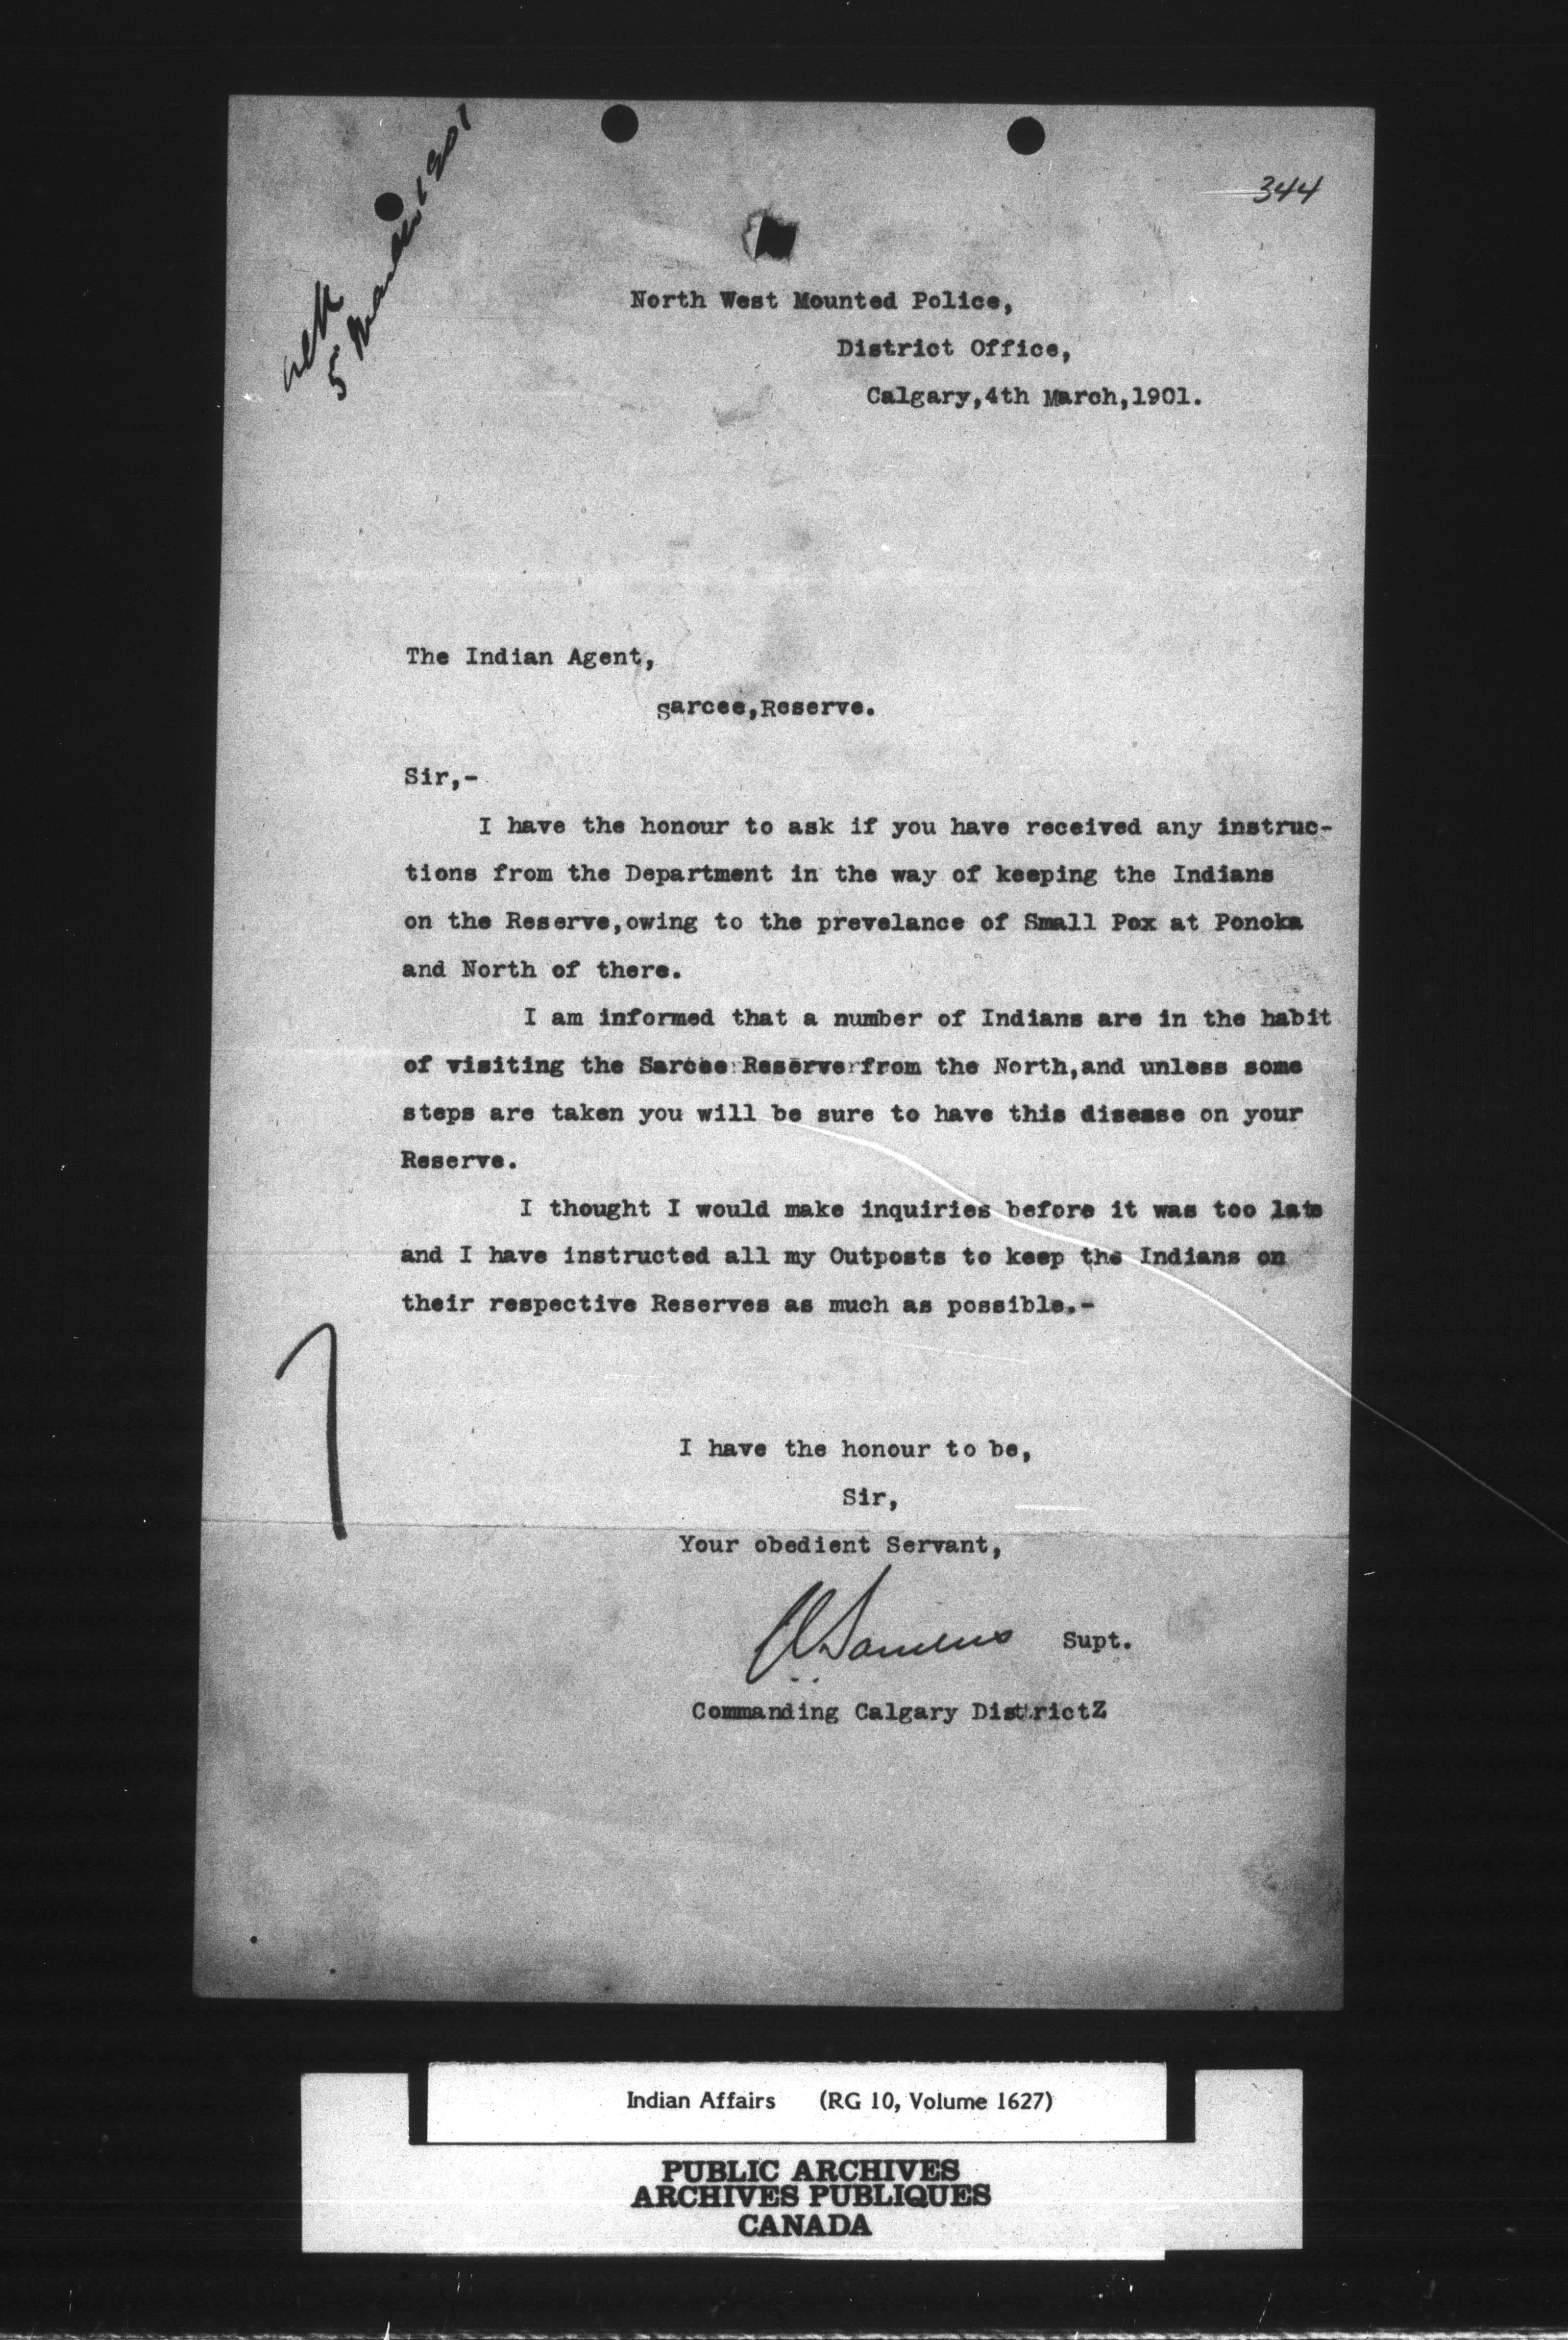 5 March 1901
344
North West Mounted Police,
District Office,
Calgary,4th March,1901.
The Indian Agent,
Sarcee,Reserve.
Sir,-
I have the honour to ask if you have received any instruc-
tions from the Department in the way of keeping the Indians
on the Reserve,owing to the prevelance of Small Pox at Ponoka
and North of there.
I am informed that a number of Indians are in the habit
of visiting the Sarcee Reserve from the North,and unless some
steps are taken you will be sure to have this disease on your
Reserve.
I thought I would make inquiries before it was too late
and I have instructed all my Outposts to keep the Indians on
their respective Reserves as much as possible.-
I have the honour to be,
Sir,
Your obedient Servant,
Supt.
Commanding Calgary DistrictZ
Indian Affairs (RG 10, Volume 1627)
PUBLIC ARCHIVES
ARCHIVES PUBLIQUES
CANADA